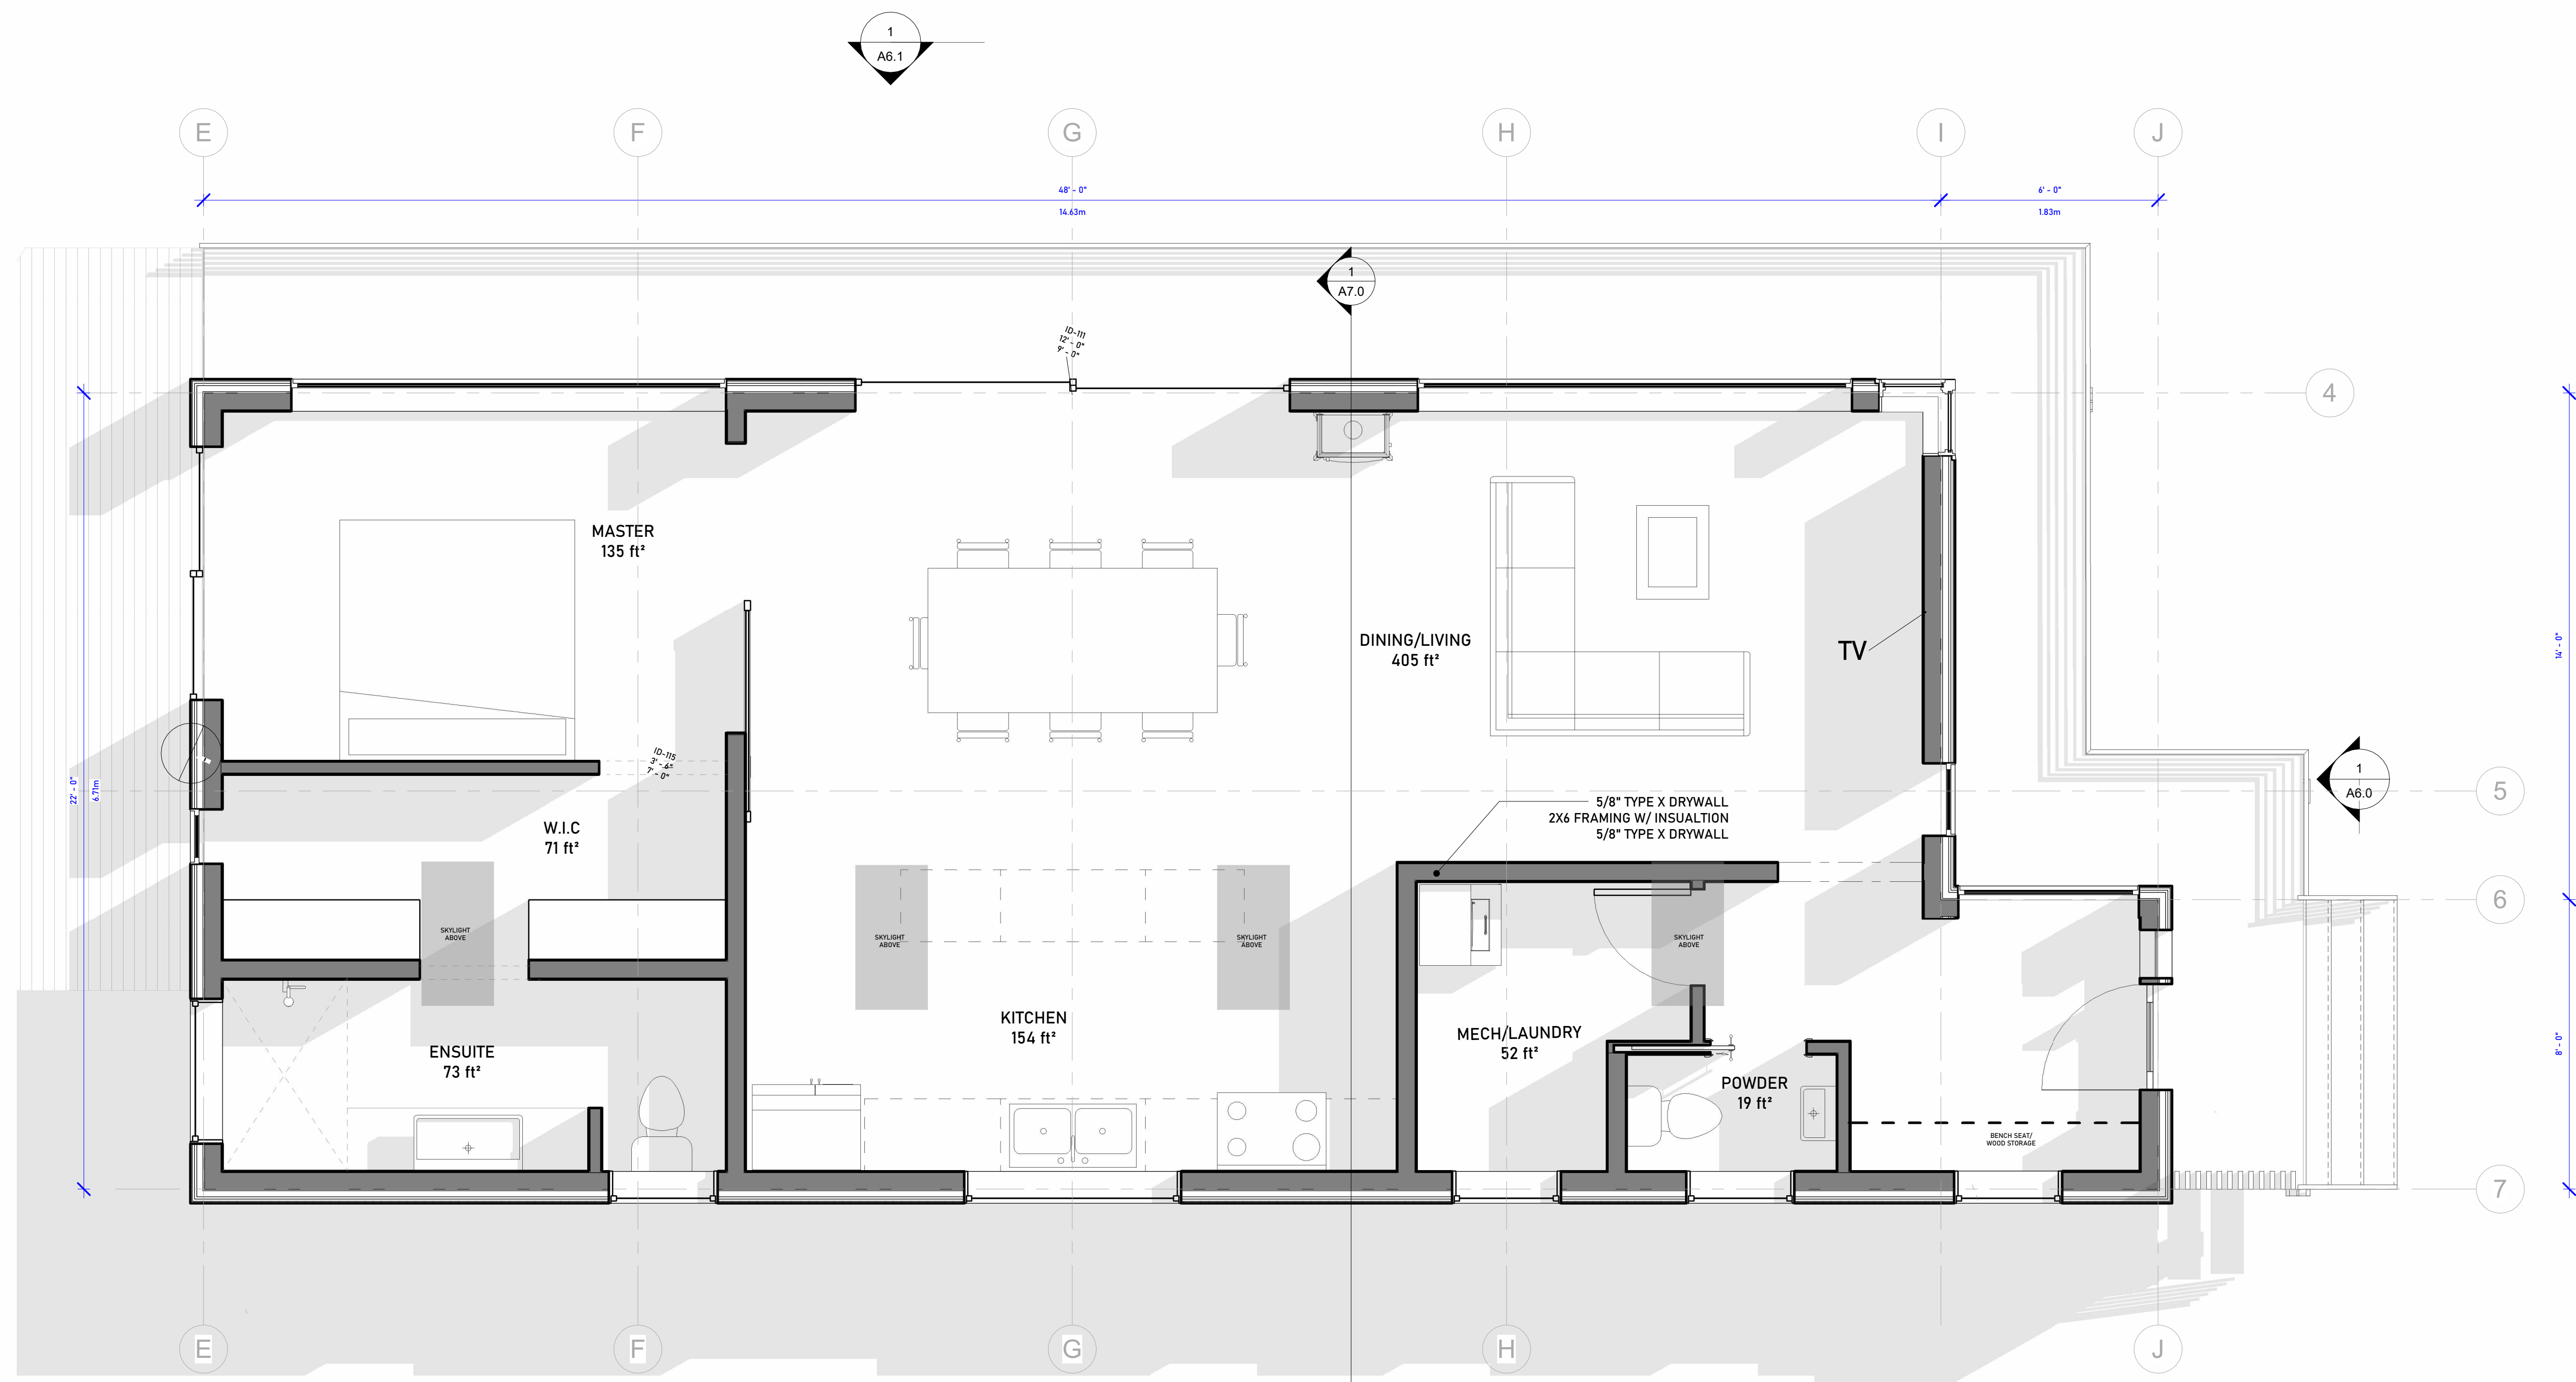 1
A6.1
E F G H I J
48' - 0"
14.63m
6' - 0"
1.83m
1
A7.0
ID-111
12' - 0"
9' - 0"
4
MASTER
135 ft²
DINING/LIVING
405 ft²
TV
14' - 0"
ID-115
3' - 6"
7' - 0"
22' - 0"
6.71m
1
A6.0
5
5/8" TYPE X DRYWALL
2X6 FRAMING W/ INSUALTION
5/8" TYPE X DRYWALL
W.I.C
71 ft²
6
SKYLIGHT
ABOVE
SKYLIGHT
ABOVE
SKYLIGHT
ABOVE
SKYLIGHT
ABOVE
KITCHEN
154 ft²
MECH/LAUNDRY
52 ft²
ENSUITE
73 ft²
POWDER
19 ft²
8' - 0"
BENCH SEAT/
WOOD STORAGE
7
E F G H J